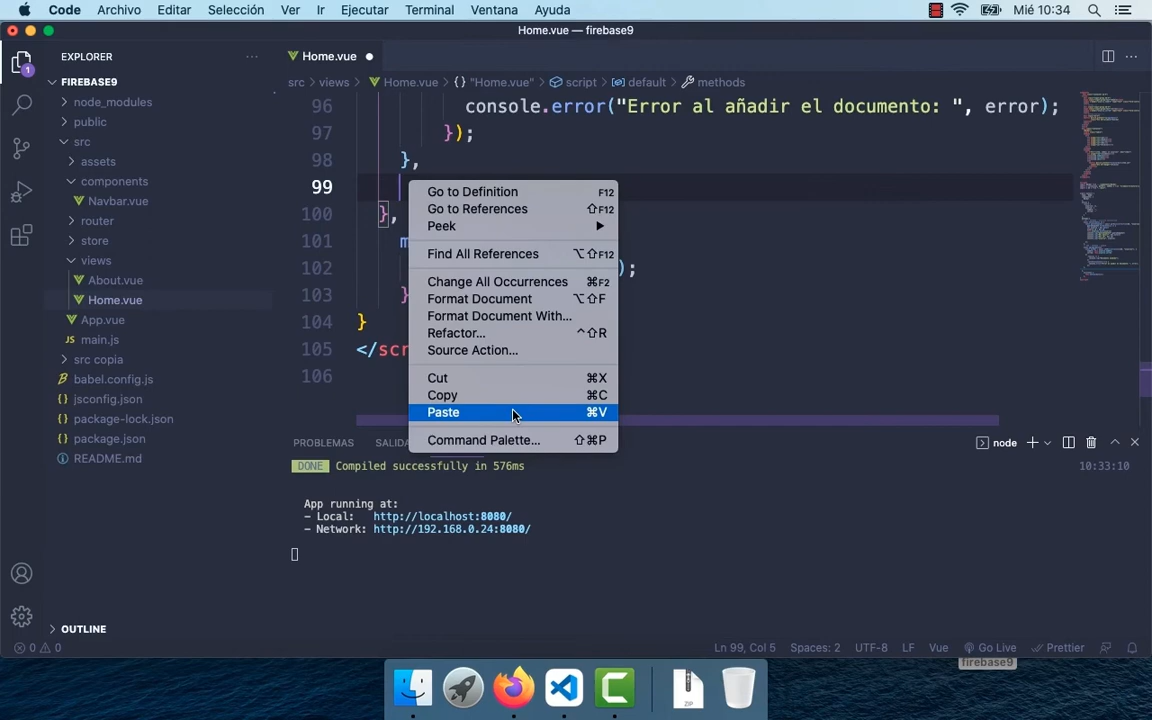 Code Archivo Editar Selección Ver Ir Ejecutar Terminal Ventana Ayuda Mié 10:34
Home.vue — firebase9
EXPLORER
Home.vue
FIREBASE9
src views Home.vue {} "Home.vue" script default methods
node_modules
public
src
assets
components
Navbar.vue
router
store
views
About.vue
Home.vue
App.vue
main.js
src copia
babel.config.js
jsconfig.json
package-lock.json
package.json
README.md
OUTLINE
96 console.error("Error al añadir el documento: ", error);
97 });
98 },
99
100 },
101 m
102 );
103 }
104 }
105 </scr
106
Go to Definition F12
Go to References ⇧F12
Peek
Find All References ⌥⇧F12
Change All Occurrences ⌘F2
Format Document ⌥⇧F
Format Document With...
Refactor... ^⇧R
Source Action...
Cut ⌘X
Copy ⌘C
Paste ⌘V
Command Palette... ⇧⌘P
PROBLEMAS SALIDA node
DONE Compiled successfully in 576ms 10:33:10
App running at:
- Local: http://localhost:8080/
- Network: http://192.168.0.24:8080/
0 0 Ln 99, Col 5 Spaces: 2 UTF-8 LF Vue Go Live Prettier
firebase9
ZIP